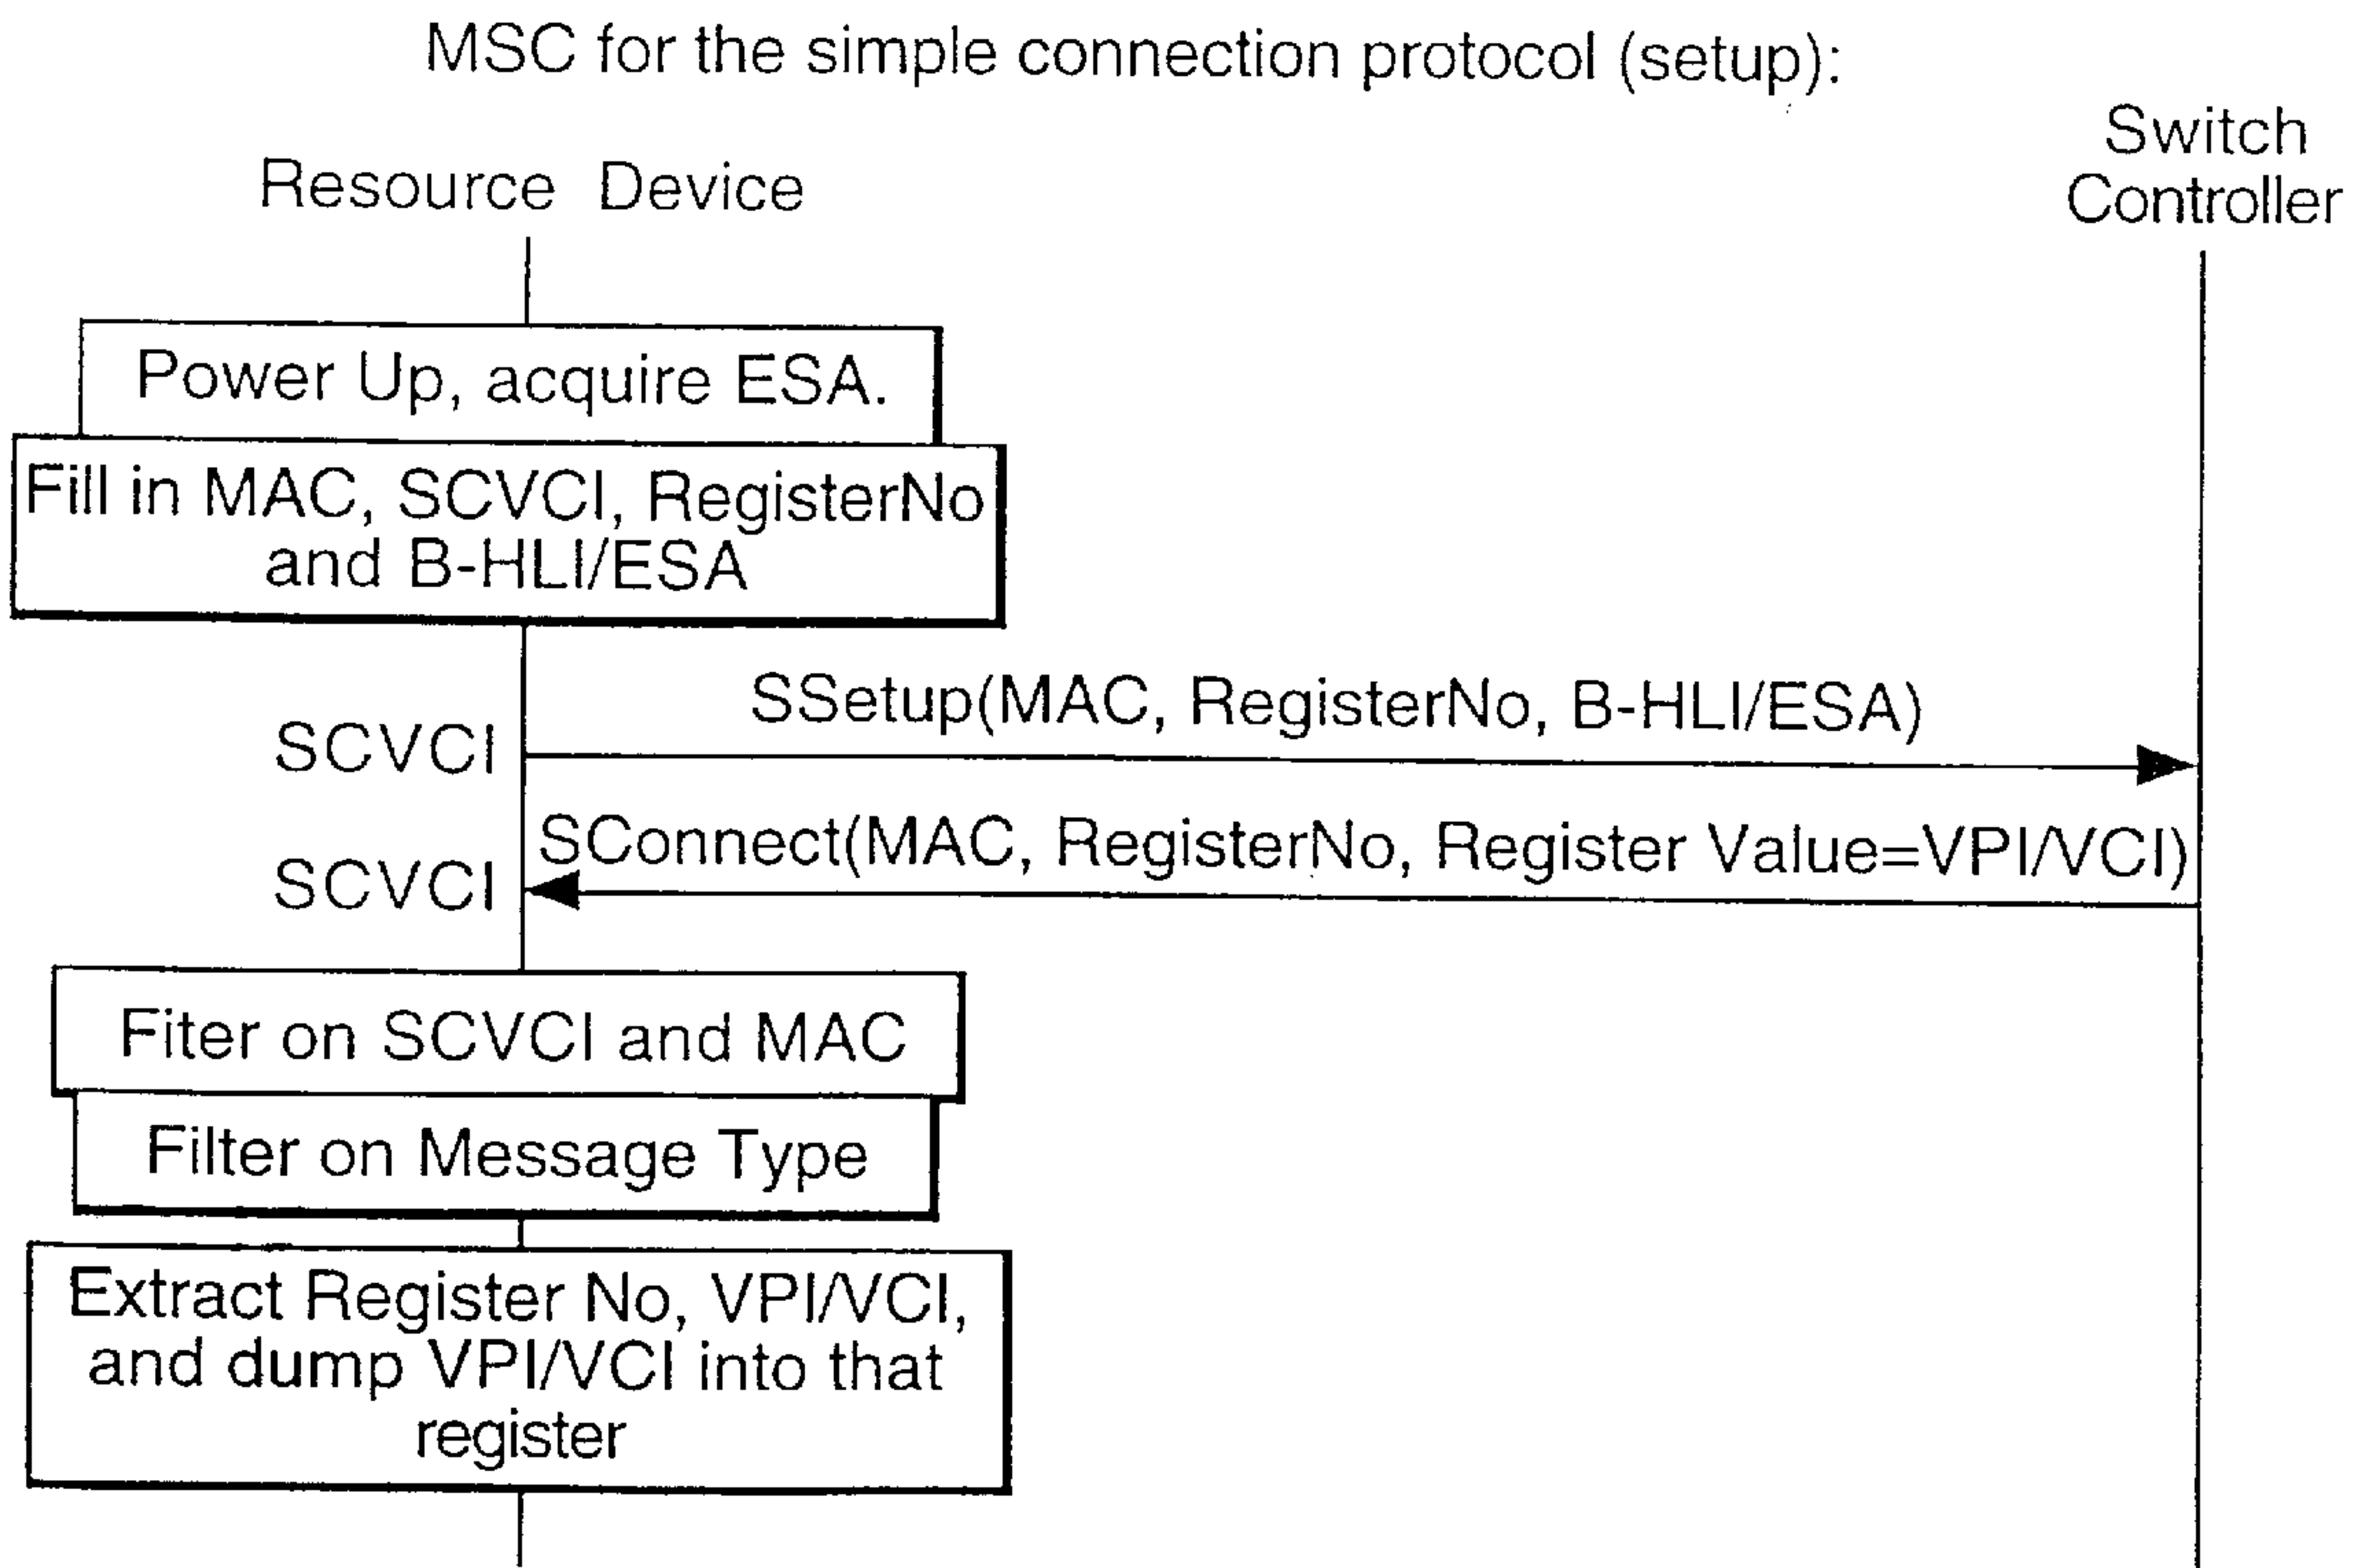 MSC for the simple connection protocol (setup):
Switch
Controller
Resource Device
Power Up, acquire ESA.
Fill in MAC, SCVCI, RegisterNo
and B-HLI/ESA
SSetup(MAC, RegisterNo, B-HLI/ESA)
SCVCI
SConnect(MAC, RegisterNo, Register Value=VPI/VCI)
SCVCI
Fiter on SCVCI and MAC
Filter on Message Type
Extract Register No, VPI/VCI,
and dump VPI/VCI into that
register